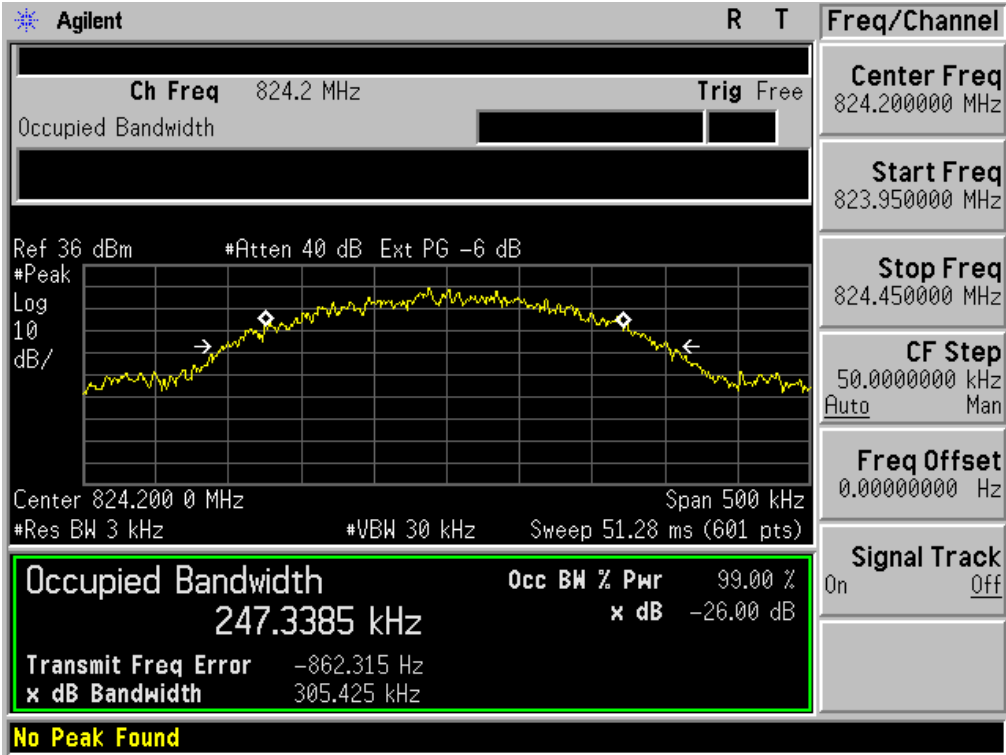 Agilent R T Freq/Channel
Ch Freq 824.2 MHz Trig Free
Occupied Bandwidth
Center Freq
824.200000 MHz
Start Freq
823.950000 MHz
Stop Freq
824.450000 MHz
CF Step
50.0000000 kHz
Auto Man
Freq Offset
0.00000000 Hz
Signal Track
On Off
Ref 36 dBm #Atten 40 dB Ext PG -6 dB
#Peak
Log
10
dB/
Center 824.200 0 MHz Span 500 kHz
#Res BW 3 kHz #VBW 30 kHz Sweep 51.28 ms (601 pts)
Occupied Bandwidth Occ BW % Pwr 99.00 %
247.3385 kHz x dB -26.00 dB
Transmit Freq Error -862.315 Hz
x dB Bandwidth 305.425 kHz
No Peak Found